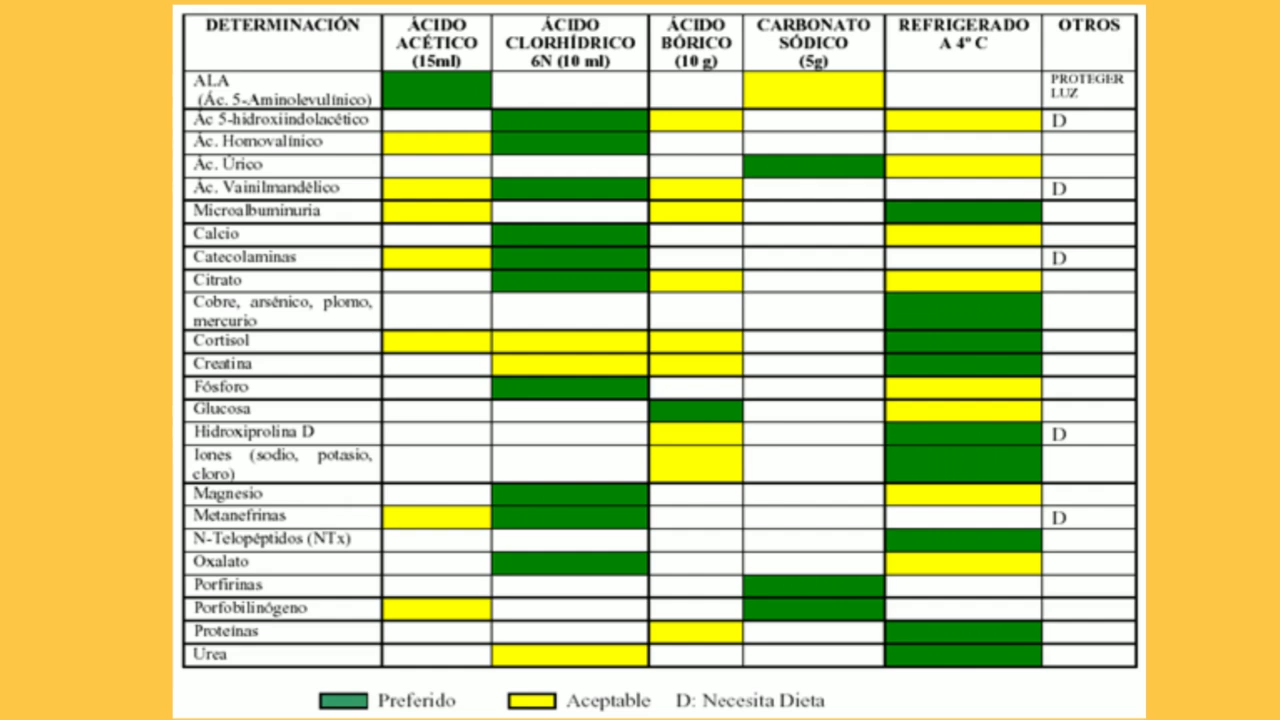 DETERMINACIÓN ÁCIDO ACÉTICO (15ml) ÁCIDO CLORHÍDRICO 6N (10 ml) ÁCIDO BÓRICO (10 g) CARBONATO SÓDICO (5g) REFRIGERADO A 4º C OTROS
ALA
(Ác. 5-Aminolevulínico) PROTEGER LUZ
Ác 5-hidroxiindolacético D
Ác. Homovalínico
Ác. Úrico
Ác. Vainilmandélico D
Microalbuminuria
Calcio
Catecolaminas D
Citrato
Cobre, arsénico, plomo,
mercurio
Cortisol
Creatina
Fósforo
Glucosa
Hidroxiprolina D D
Iones (sodio, potasio,
cloro)
Magnesio
Metanefrinas D
N-Telopéptidos (NTx)
Oxalato
Porfirinas
Porfobilinógeno
Proteínas
Urea
Preferido Aceptable D: Necesita Dieta